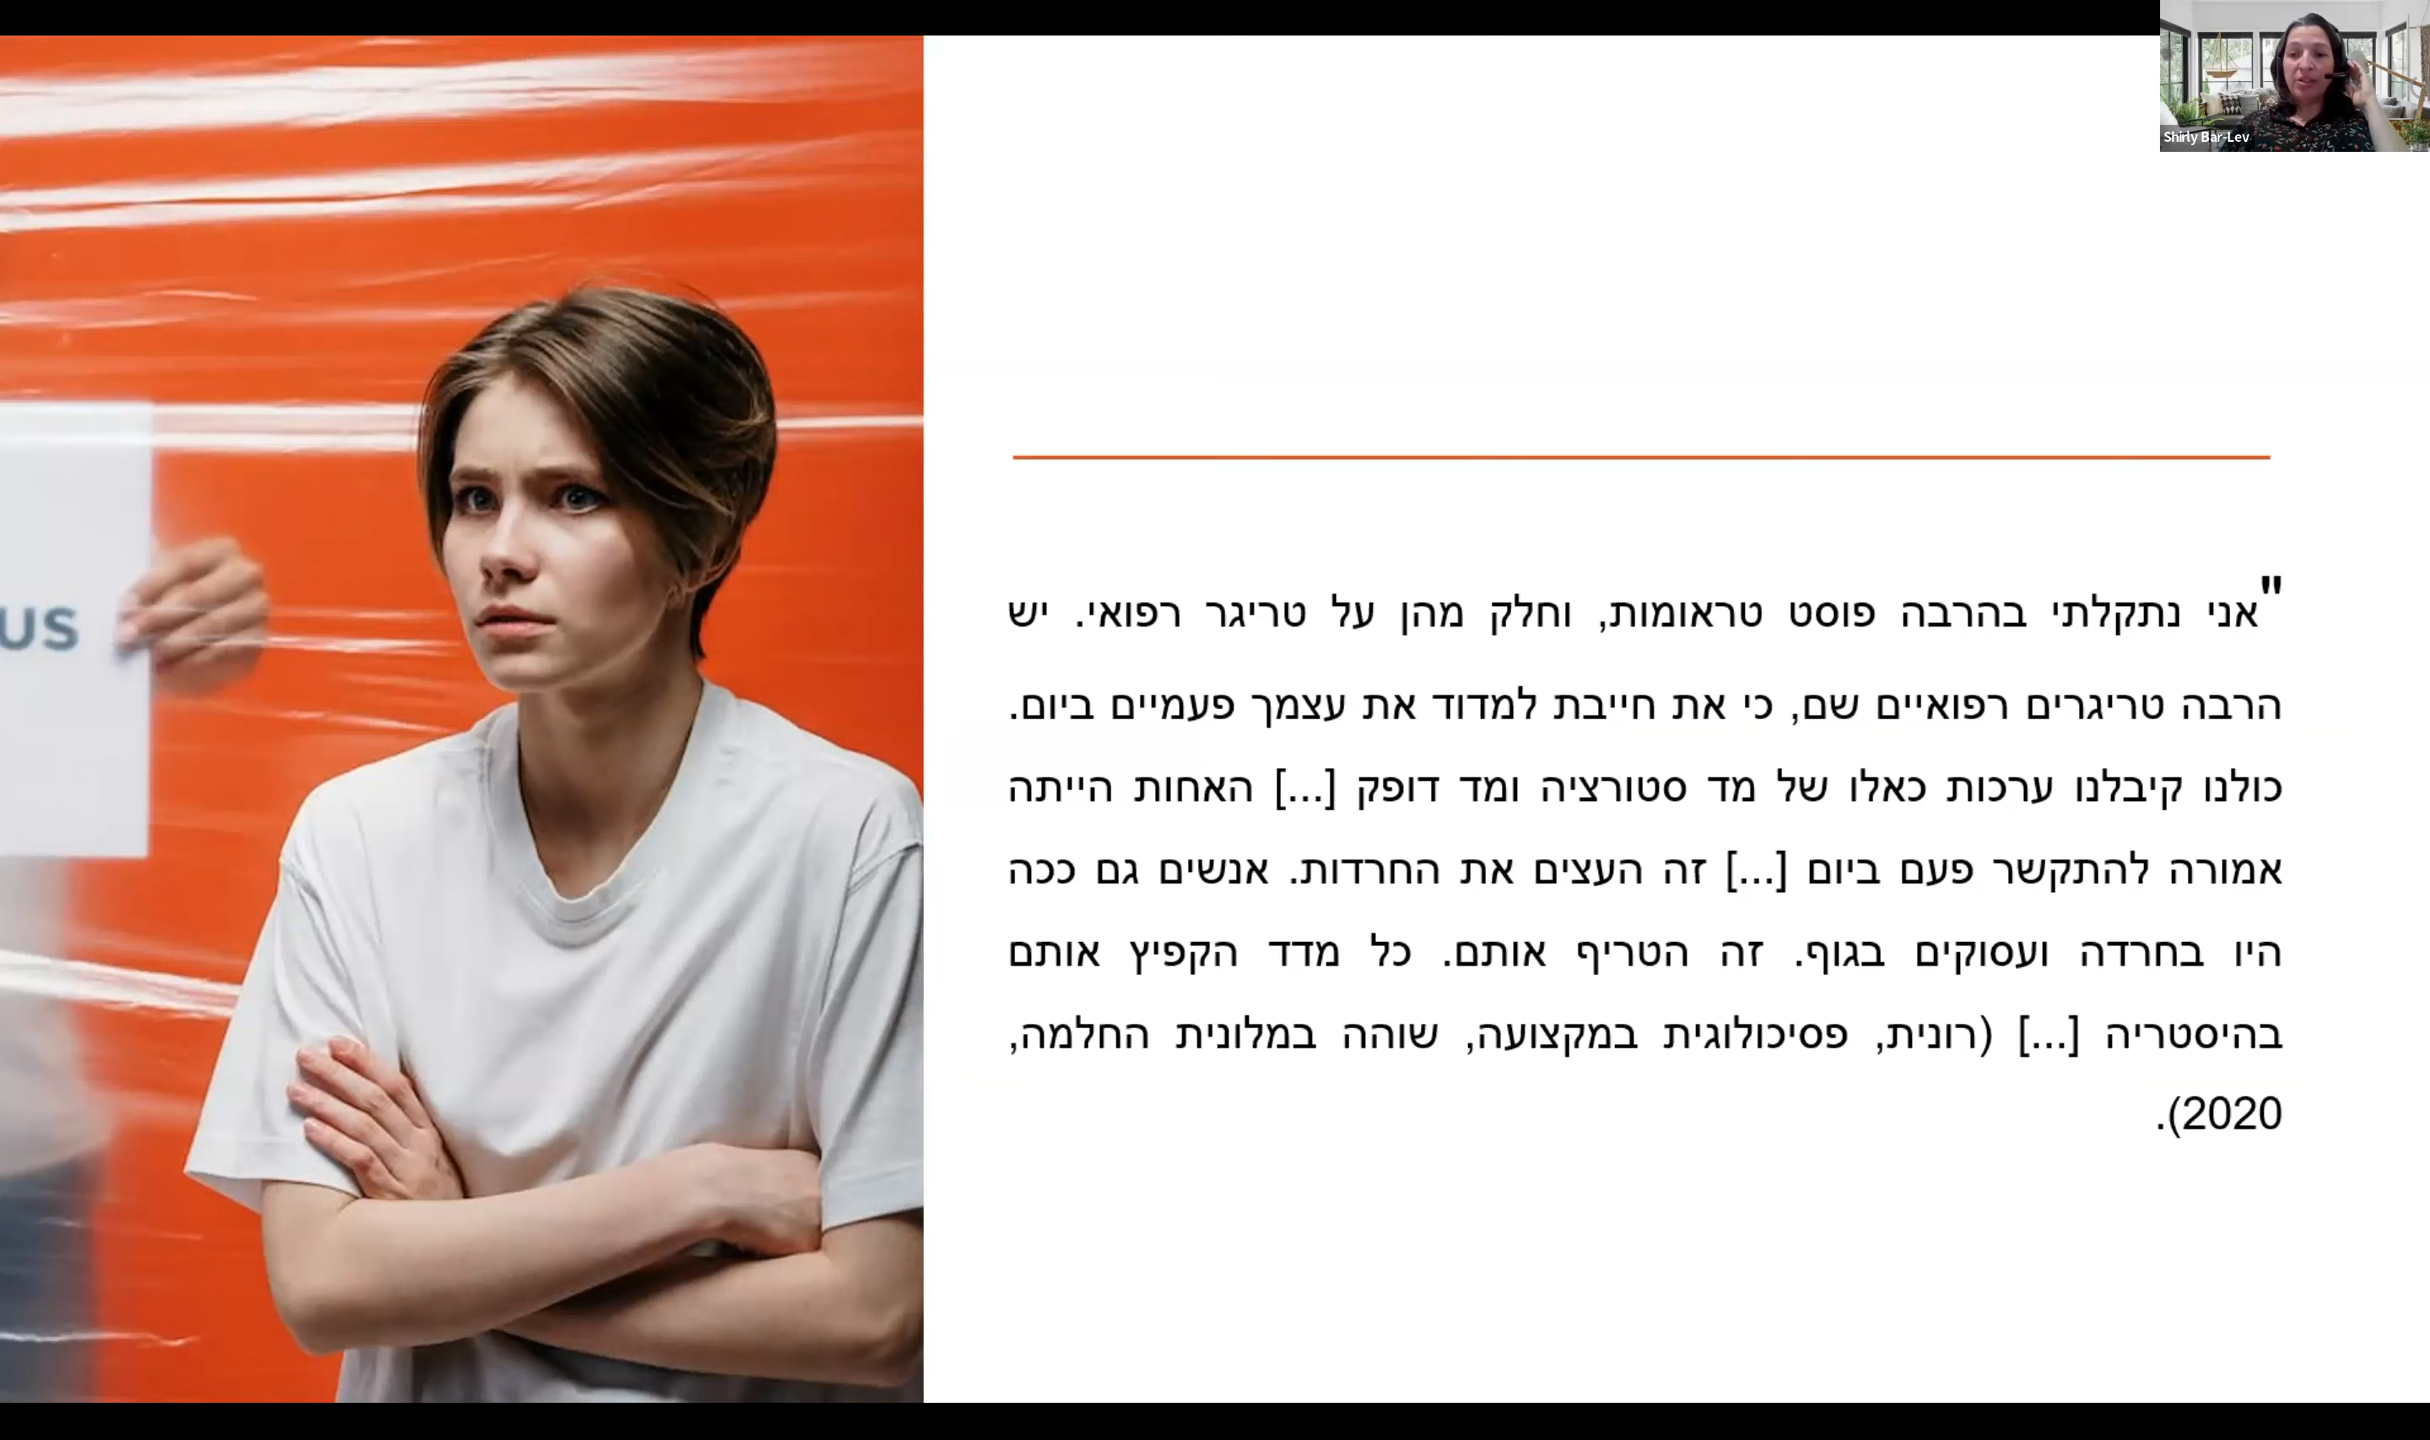 Shirly Bar-Lev
US
"אני נתקלתי בהרבה פוסט טראומות, וחלק מהן על טריגר רפואי. יש
הרבה טריגרים רפואיים שם, כי את חייבת למדוד את עצמך פעמיים ביום.
כולנו קיבלנו ערכות כאלו של מד סטורציה ומד דופק [...] האחות הייתה
אמורה להתקשר פעם ביום [...] זה העצים את החרדות. אנשים גם ככה
היו בחרדה ועסוקים בגוף. זה הטריף אותם. כל מדד הקפיץ אותם
בהיסטריה [...] (רונית, פסיכולוגית במקצועה, שוהה במלונית החלמה,
2020).